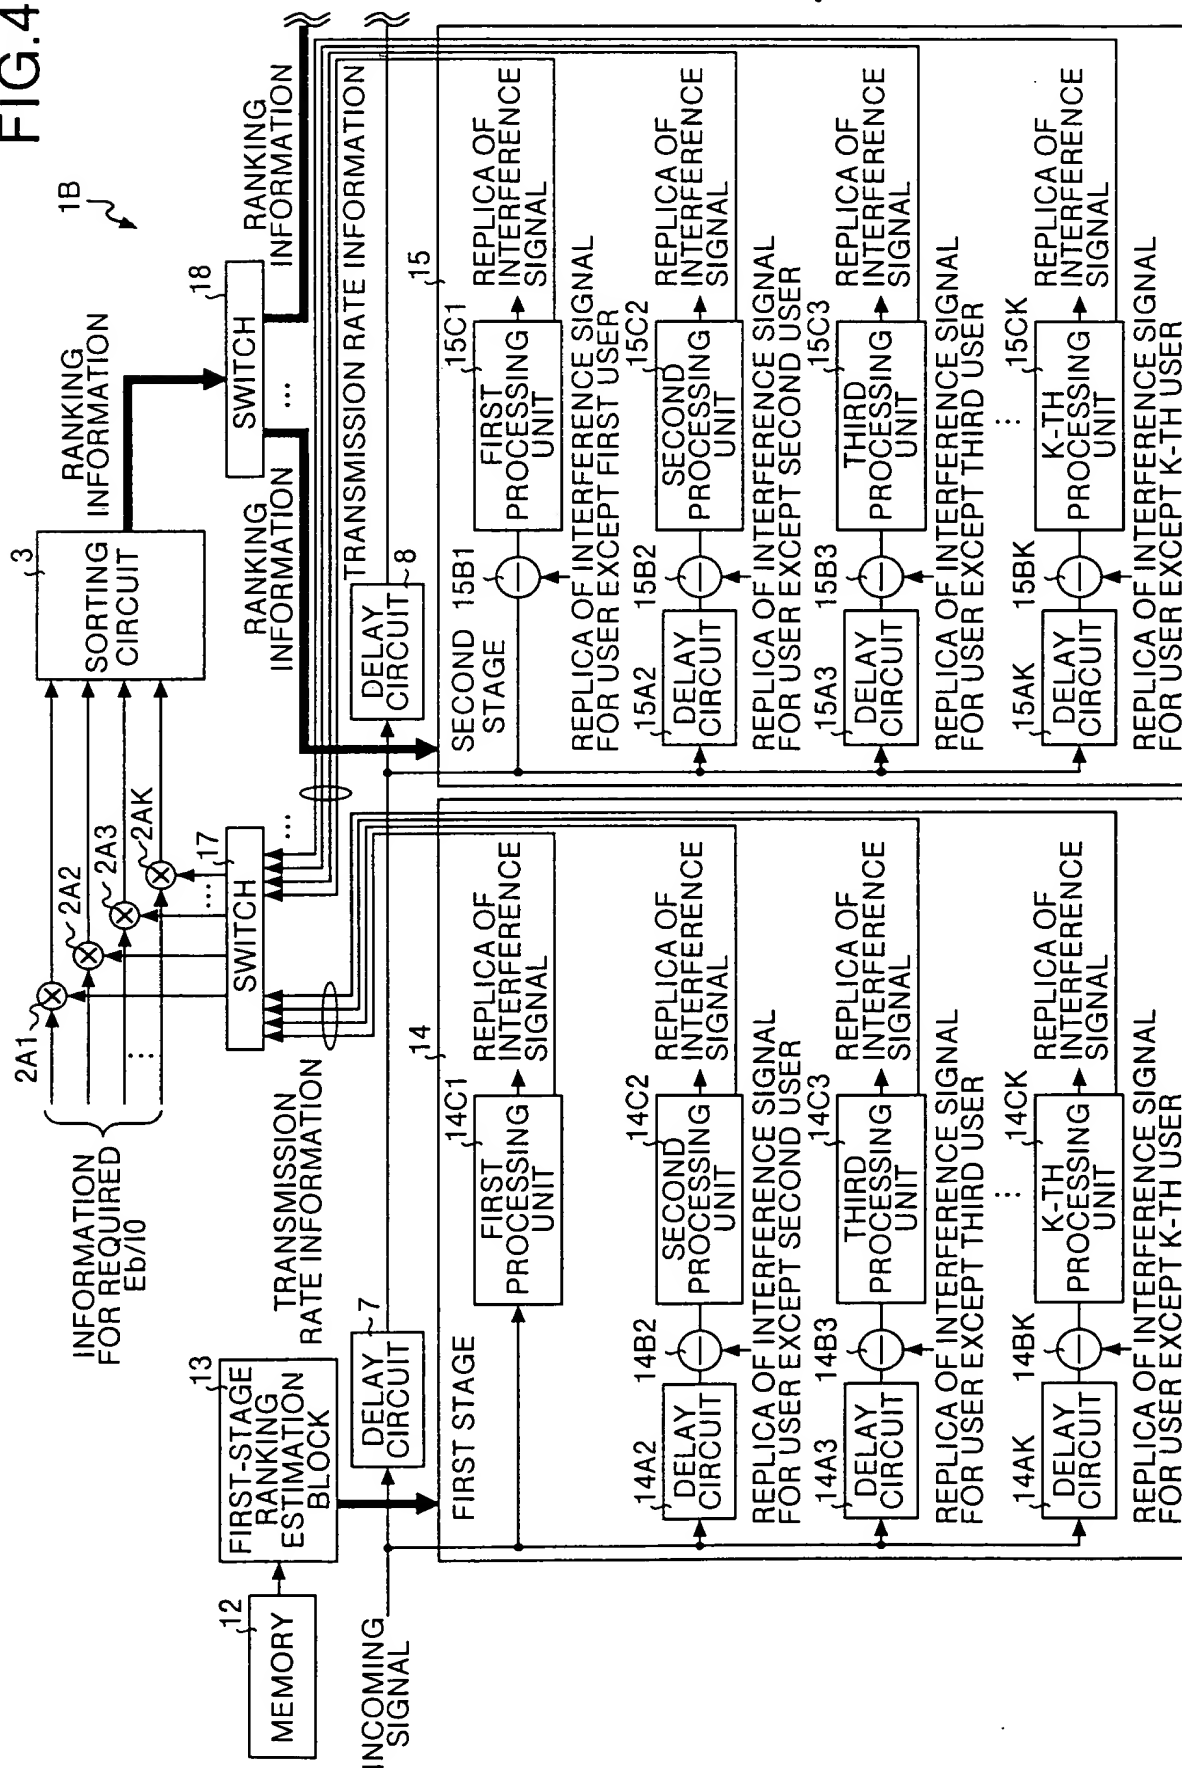 FIG.4
1B
INFORMATION
FOR REQUIRED
Eb/I0
2A1
2A2
2A3
2AK
3
SORTING
CIRCUIT
RANKING
INFORMATION
12
MEMORY
13
FIRST-STAGE
RANKING
ESTIMATION
BLOCK
TRANSMISSION
RATE INFORMATION
17
SWITCH
RANKING
INFORMATION
18
SWITCH
RANKING
INFORMATION
TRANSMISSION RATE INFORMATION
INCOMING
SIGNAL
7
DELAY
CIRCUIT
8
DELAY
CIRCUIT
14
FIRST STAGE
14C1
FIRST
PROCESSING
UNIT
REPLICA OF
INTERFERENCE
SIGNAL
14A2
DELAY
CIRCUIT
14B2
14C2
SECOND
PROCESSING
UNIT
REPLICA OF
INTERFERENCE
SIGNAL
REPLICA OF INTERFERENCE SIGNAL
FOR USER EXCEPT SECOND USER
14A3
DELAY
CIRCUIT
14B3
14C3
THIRD
PROCESSING
UNIT
REPLICA OF
INTERFERENCE
SIGNAL
REPLICA OF INTERFERENCE SIGNAL
FOR USER EXCEPT THIRD USER
14AK
DELAY
CIRCUIT
14BK
14CK
K-TH
PROCESSING
UNIT
REPLICA OF
INTERFERENCE
SIGNAL
REPLICA OF INTERFERENCE SIGNAL
FOR USER EXCEPT K-TH USER
15
SECOND
STAGE
15B1
15C1
FIRST
PROCESSING
UNIT
REPLICA OF
INTERFERENCE
SIGNAL
REPLICA OF INTERFERENCE SIGNAL
FOR USER EXCEPT FIRST USER
15A2
DELAY
CIRCUIT
15B2
15C2
SECOND
PROCESSING
UNIT
REPLICA OF
INTERFERENCE
SIGNAL
REPLICA OF INTERFERENCE SIGNAL
FOR USER EXCEPT SECOND USER
15A3
DELAY
CIRCUIT
15B3
15C3
THIRD
PROCESSING
UNIT
REPLICA OF
INTERFERENCE
SIGNAL
REPLICA OF INTERFERENCE SIGNAL
FOR USER EXCEPT THIRD USER
15AK
DELAY
CIRCUIT
15BK
15CK
K-TH
PROCESSING
UNIT
REPLICA OF
INTERFERENCE
SIGNAL
REPLICA OF INTERFERENCE SIGNAL
FOR USER EXCEPT K-TH USER